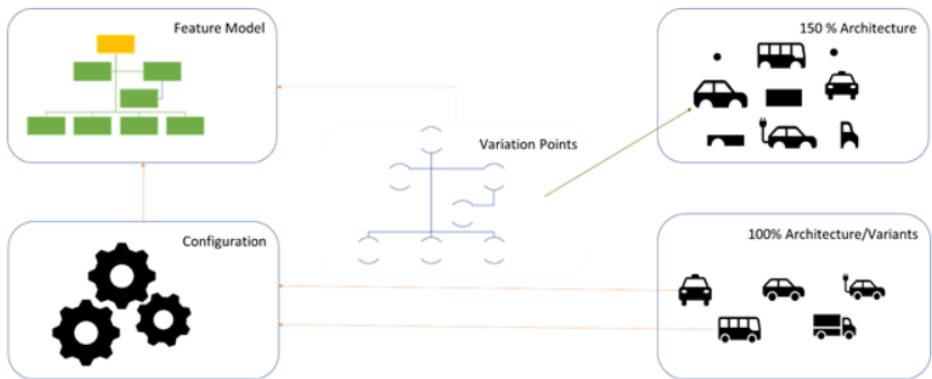 Feature Model
150 % Architecture
Variation Points
Configuration
100% Architecture/Variants